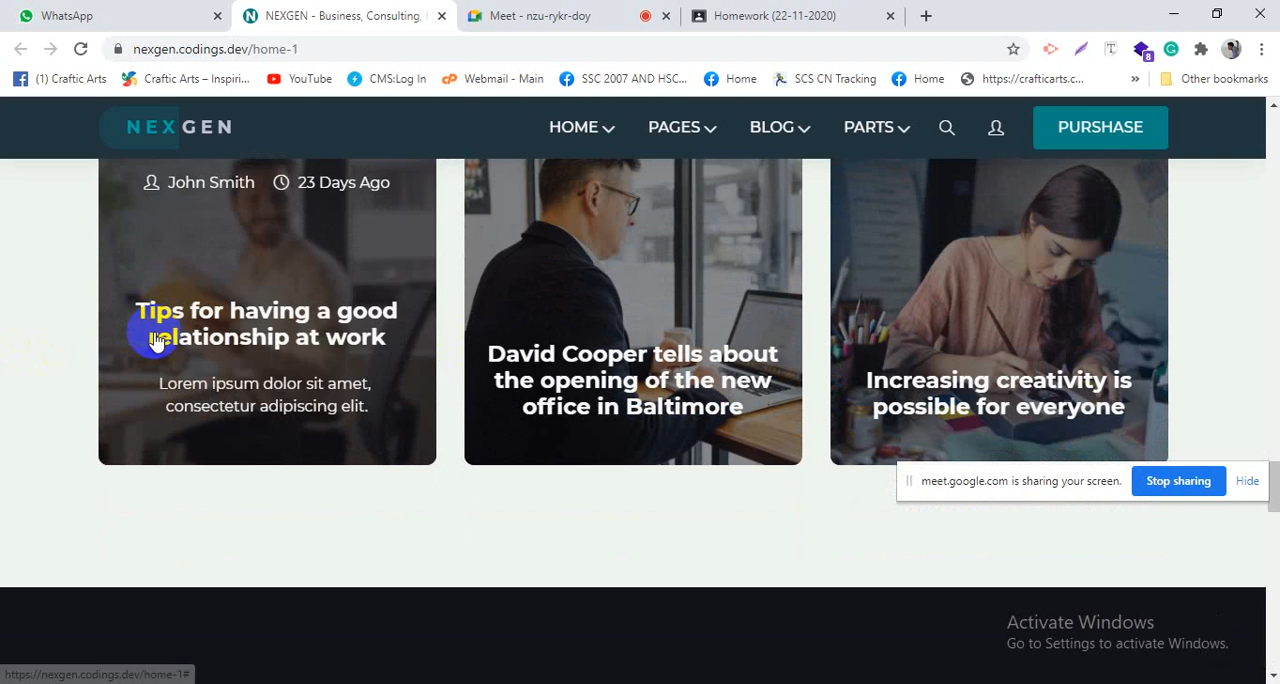 WhatsApp
NEXGEN - Business, Consulting,
Meet - nzu-rykr-doy
Homework (22-11-2020)
nexgen.codings.dev/home-1
8
(1) Craftic Arts
Craftic Arts – Inspiri...
YouTube
CMS:Log In
Webmail - Main
SSC 2007 AND HSC...
Home
SCS CN Tracking
Home
https://crafticarts.c...
»
Other bookmarks
NEXGEN
HOME
PAGES
BLOG
PARTS
PURSHASE
John Smith
23 Days Ago
Tips for having a good
relationship at work
Lorem ipsum dolor sit amet,
consectetur adipiscing elit.
David Cooper tells about
the opening of the new
office in Baltimore
Increasing creativity is
possible for everyone
meet.google.com is sharing your screen.
Stop sharing
Hide
Activate Windows
Go to Settings to activate Windows.
https://nexgen.codings.dev/home-1#